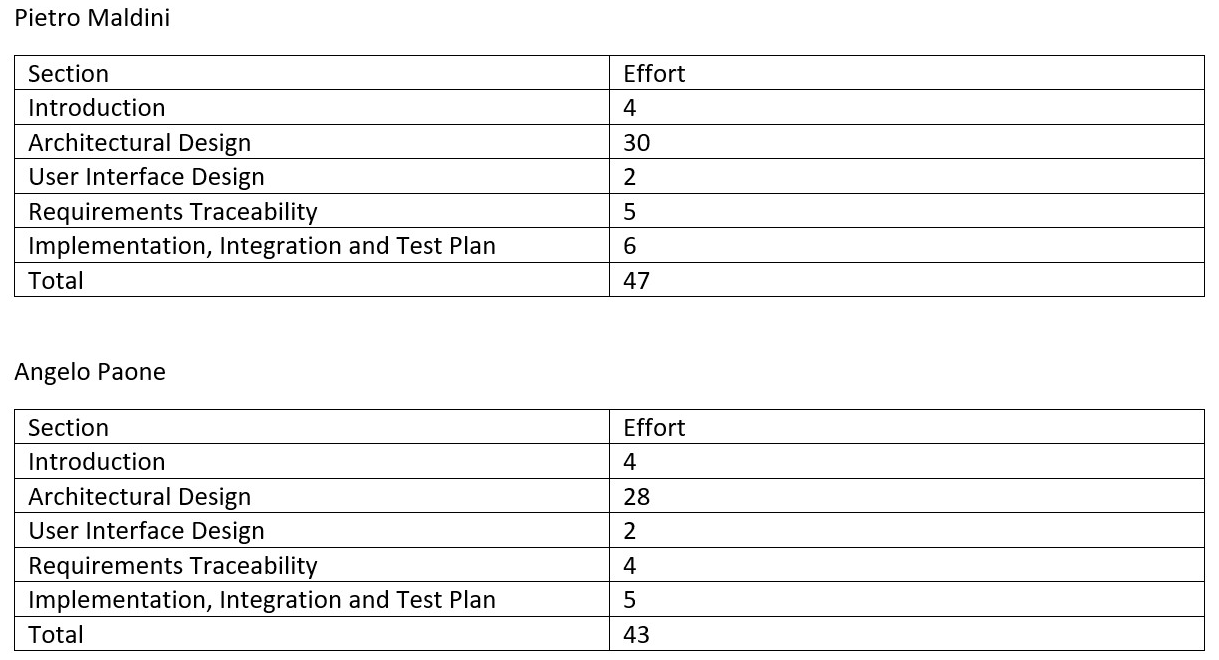 Pietro Maldini
Section Effort
Introduction 4
Architectural Design 30
User Interface Design 2
Requirements Traceability 5
Implementation, Integration and Test Plan 6
Total 47
Angelo Paone
Section Effort
Introduction 4
Architectural Design 28
User Interface Design 2
Requirements Traceability 4
Implementation, Integration and Test Plan 5
Total 43